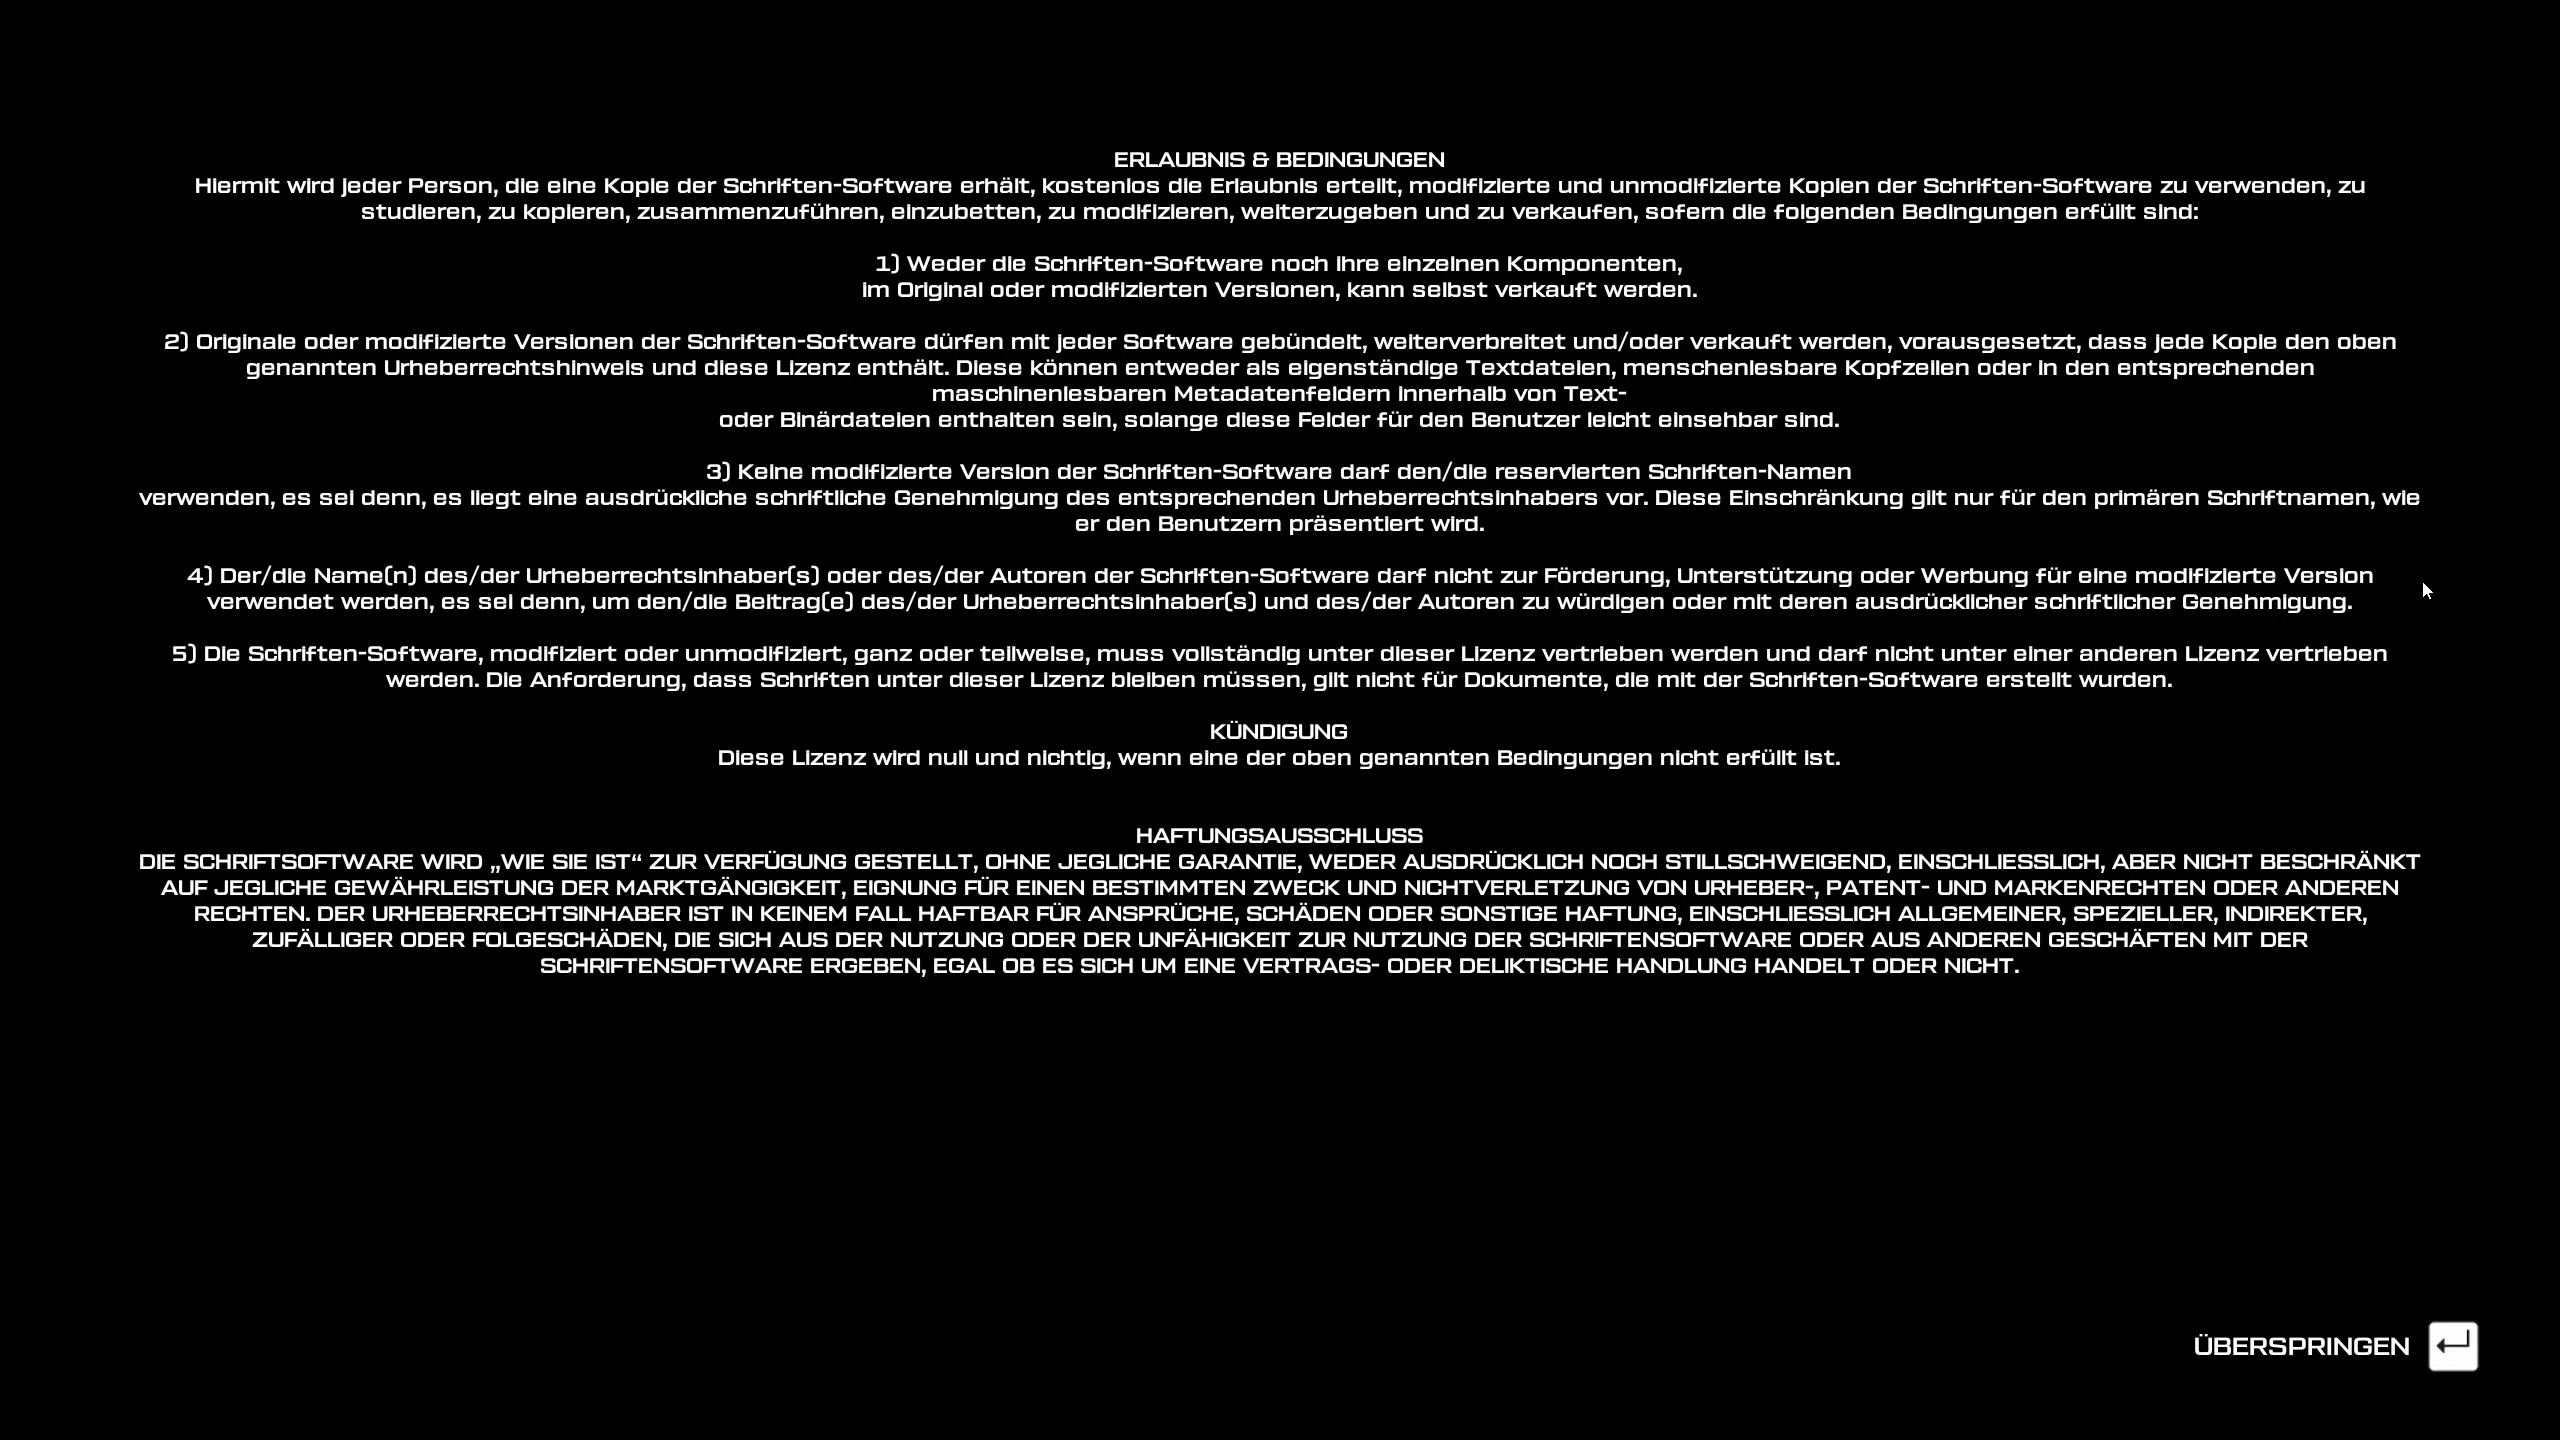 ERLAUBNIS & BEDINGUNGEN
Hiermit wird jeder Person, die eine Kopie der Schriften-Software erhält, kostenlos die Erlaubnis erteilt, modifizierte und unmodifizierte Kopien der Schriften-Software zu verwenden, zu
studieren, zu kopieren, zusammenzuführen, einzubetten, zu modifizieren, weiterzugeben und zu verkaufen, sofern die folgenden Bedingungen erfüllt sind:
1) Weder die Schriften-Software noch ihre einzelnen Komponenten,
im Original oder modifizierten Versionen, kann selbst verkauft werden.
2) Originale oder modifizierte Versionen der Schriften-Software dürfen mit jeder Software gebündelt, weiterverbreitet und/oder verkauft werden, vorausgesetzt, dass jede Kopie den oben
genannten Urheberrechtshinweis und diese Lizenz enthält. Diese können entweder als eigenständige Textdateien, menschenlesbare Kopfzeilen oder in den entsprechenden
maschinenlesbaren Metadatenfeldern innerhalb von Text-
oder Binärdateien enthalten sein, solange diese Felder für den Benutzer leicht einsehbar sind.
3) Keine modifizierte Version der Schriften-Software darf den/die reservierten Schriften-Namen
verwenden, es sei denn, es liegt eine ausdrückliche schriftliche Genehmigung des entsprechenden Urheberrechtsinhabers vor. Diese Einschränkung gilt nur für den primären Schriftnamen, wie
er den Benutzern präsentiert wird.
4) Der/die Name(n) des/der Urheberrechtsinhaber(s) oder des/der Autoren der Schriften-Software darf nicht zur Förderung, Unterstützung oder Werbung für eine modifizierte Version
verwendet werden, es sei denn, um den/die Beitrag(e) des/der Urheberrechtsinhaber(s) und des/der Autoren zu würdigen oder mit deren ausdrücklicher schriftlicher Genehmigung.
5) Die Schriften-Software, modifiziert oder unmodifiziert, ganz oder teilweise, muss vollständig unter dieser Lizenz vertrieben werden und darf nicht unter einer anderen Lizenz vertrieben
werden. Die Anforderung, dass Schriften unter dieser Lizenz bleiben müssen, gilt nicht für Dokumente, die mit der Schriften-Software erstellt wurden.
KÜNDIGUNG
Diese Lizenz wird null und nichtig, wenn eine der oben genannten Bedingungen nicht erfüllt ist.
HAFTUNGSAUSSCHLUSS
DIE SCHRIFTSOFTWARE WIRD „WIE SIE IST“ ZUR VERFÜGUNG GESTELLT, OHNE JEGLICHE GARANTIE, WEDER AUSDRÜCKLICH NOCH STILLSCHWEIGEND, EINSCHLIESSLICH, ABER NICHT BESCHRÄNKT
AUF JEGLICHE GEWÄHRLEISTUNG DER MARKTGÄNGIGKEIT, EIGNUNG FÜR EINEN BESTIMMTEN ZWECK UND NICHTVERLETZUNG VON URHEBER-, PATENT- UND MARKENRECHTEN ODER ANDEREN
RECHTEN. DER URHEBERRECHTSINHABER IST IN KEINEM FALL HAFTBAR FÜR ANSPRÜCHE, SCHÄDEN ODER SONSTIGE HAFTUNG, EINSCHLIESSLICH ALLGEMEINER, SPEZIELLER, INDIREKTER,
ZUFÄLLIGER ODER FOLGESCHÄDEN, DIE SICH AUS DER NUTZUNG ODER DER UNFÄHIGKEIT ZUR NUTZUNG DER SCHRIFTENSOFTWARE ODER AUS ANDEREN GESCHÄFTEN MIT DER
SCHRIFTENSOFTWARE ERGEBEN, EGAL OB ES SICH UM EINE VERTRAGS- ODER DELIKTISCHE HANDLUNG HANDELT ODER NICHT.
ÜBERSPRINGEN